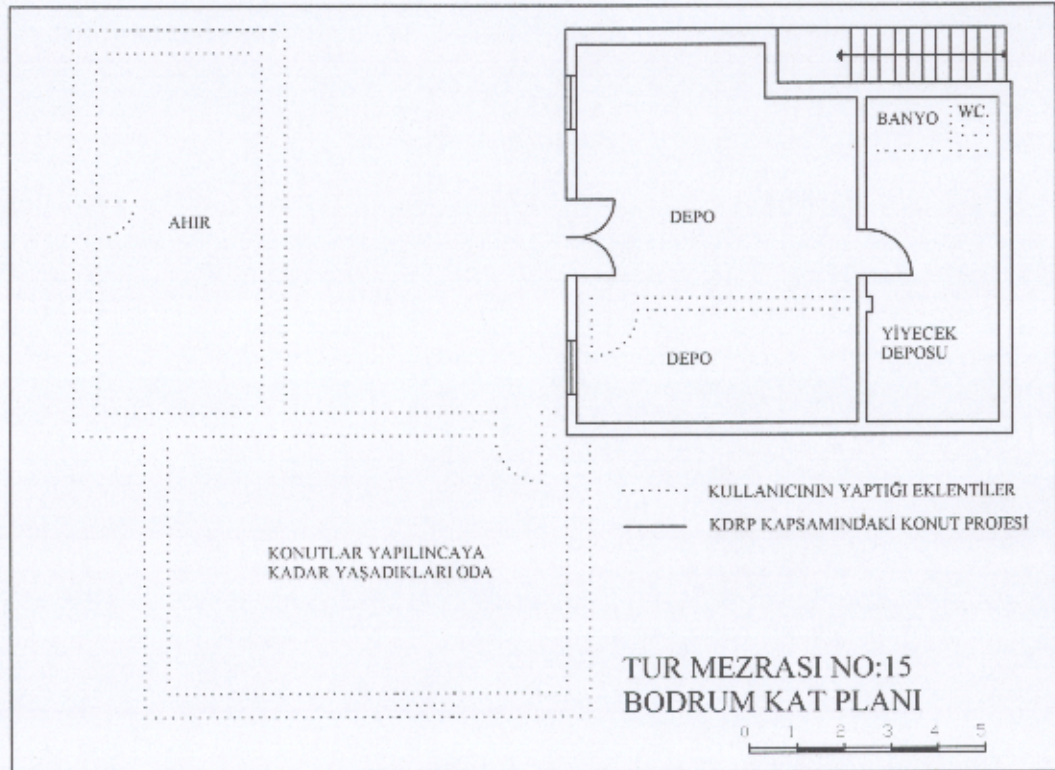 BANYO
WC.
AHIR
DEPO
YİYECEK
DEPOSU
DEPO
KULLANICININ YAPTIĞI EKLENTİLER
KDRP KAPSAMINDAKİ KONUT PROJESİ
KONUTLAR YAPILINCAYA
KADAR YAŞADIKLARI ODA
TUR MEZRASI NO:15
BODRUM KAT PLANI
0 1 2 3 4 5